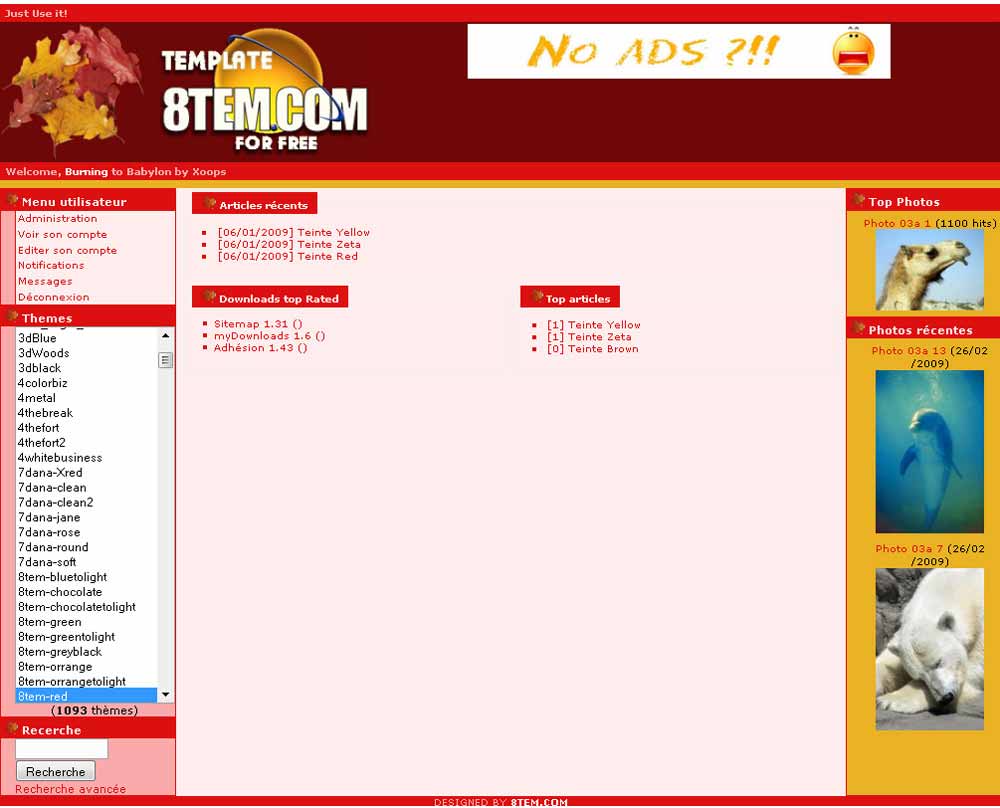 Just Use it!
TEMPLATE
8TEM.COM
FOR FREE
No ADS ?!!
Welcome, Burning to Babylon by Xoops
Menu utilisateur
Administration
Voir son compte
Editer son compte
Notifications
Messages
Déconnexion
Themes
3dBlue
3dWoods
3dblack
4colorbiz
4metal
4thebreak
4thefort
4thefort2
4whitebusiness
7dana-Xred
7dana-clean
7dana-clean2
7dana-jane
7dana-rose
7dana-round
7dana-soft
8tem-bluetolight
8tem-chocolate
8tem-chocolatetolight
8tem-green
8tem-greentolight
8tem-greyblack
8tem-orrange
8tem-orrangetolight
8tem-red
(1093 thèmes)
Recerche
Recherche
Recherche avancée
Articles récents
[06/01/2009] Teinte Yellow
[06/01/2009] Teinte Zeta
[06/01/2009] Teinte Red
Downloads top Rated
Sitemap 1.31 ()
myDownloads 1.6 ()
Adhésion 1.43 ()
Top articles
[1] Teinte Yellow
[1] Teinte Zeta
[0] Teinte Brown
Top Photos
Photo 03a 1 (1100 hits)
Photos récentes
Photo 03a 13 (26/02
/2009)
Photo 03a 7 (26/02
/2009)
DESIGNED BY 8TEM.COM